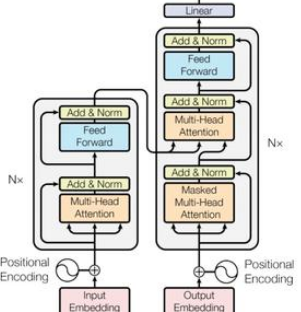 Linear
Add & Norm
Feed
Forward
Add & Norm
Multi-Head
Attention
Add & Norm
Masked
Multi-Head
Attention
N×
Add & Norm
Feed
Forward
Add & Norm
Multi-Head
Attention
N×
Positional
Encoding
Positional
Encoding
Input
Embedding
Output
Embedding